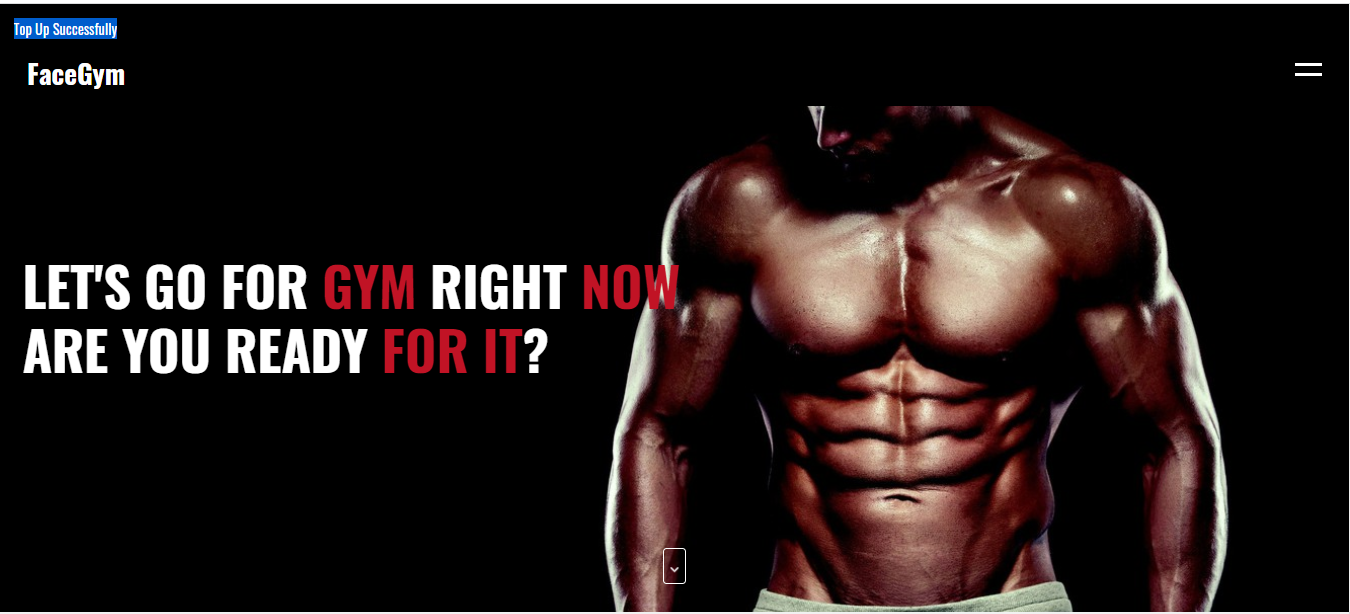 Top Up Successfully
FaceGym
LET'S GO FOR GYM RIGHT NOW
ARE YOU READY FOR IT?